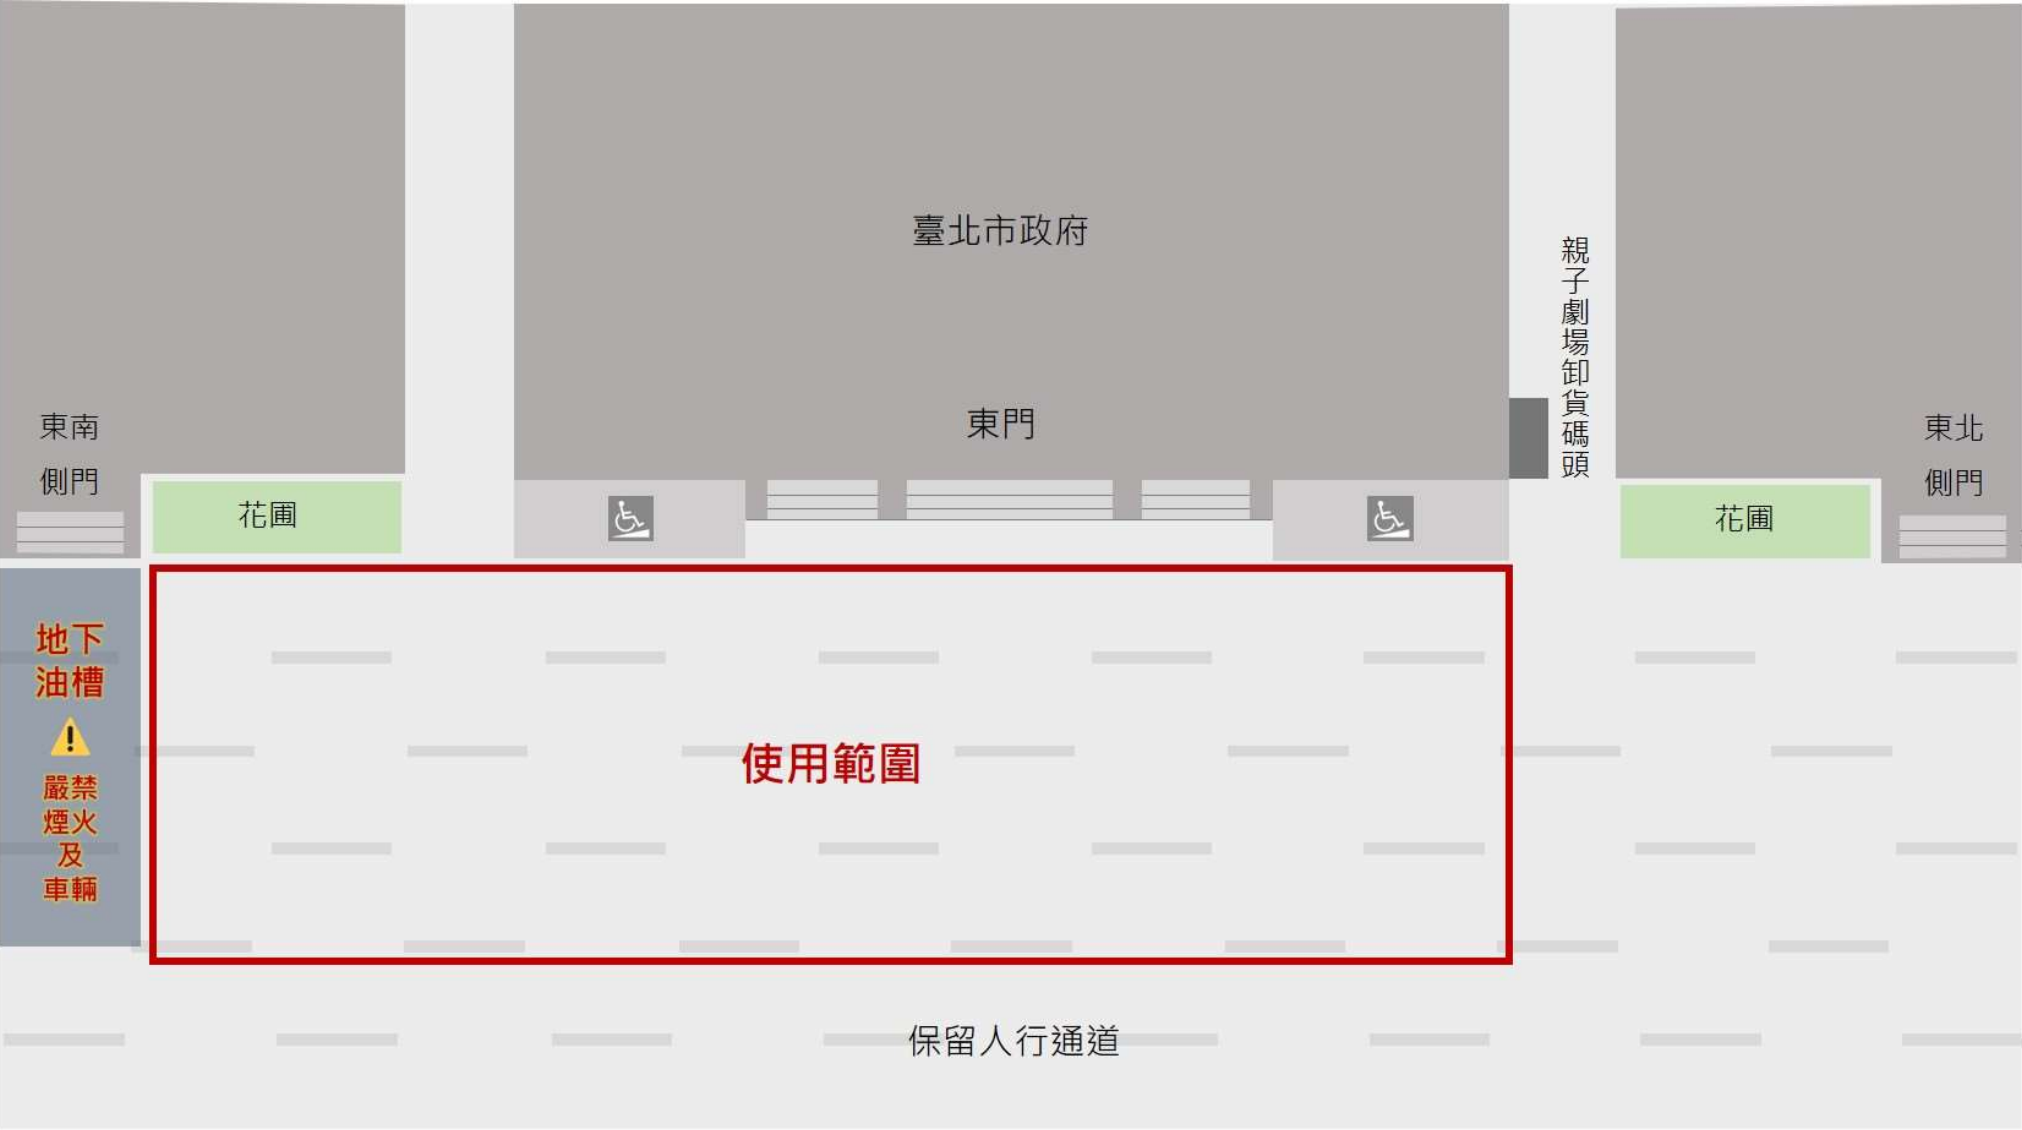 臺北市政府
東門
親子劇場卸貨碼頭
東南
側門
東北
側門
花圃
花圃
地下
油槽
嚴禁
煙火
及
車輛
使用範圍
保留人行通道